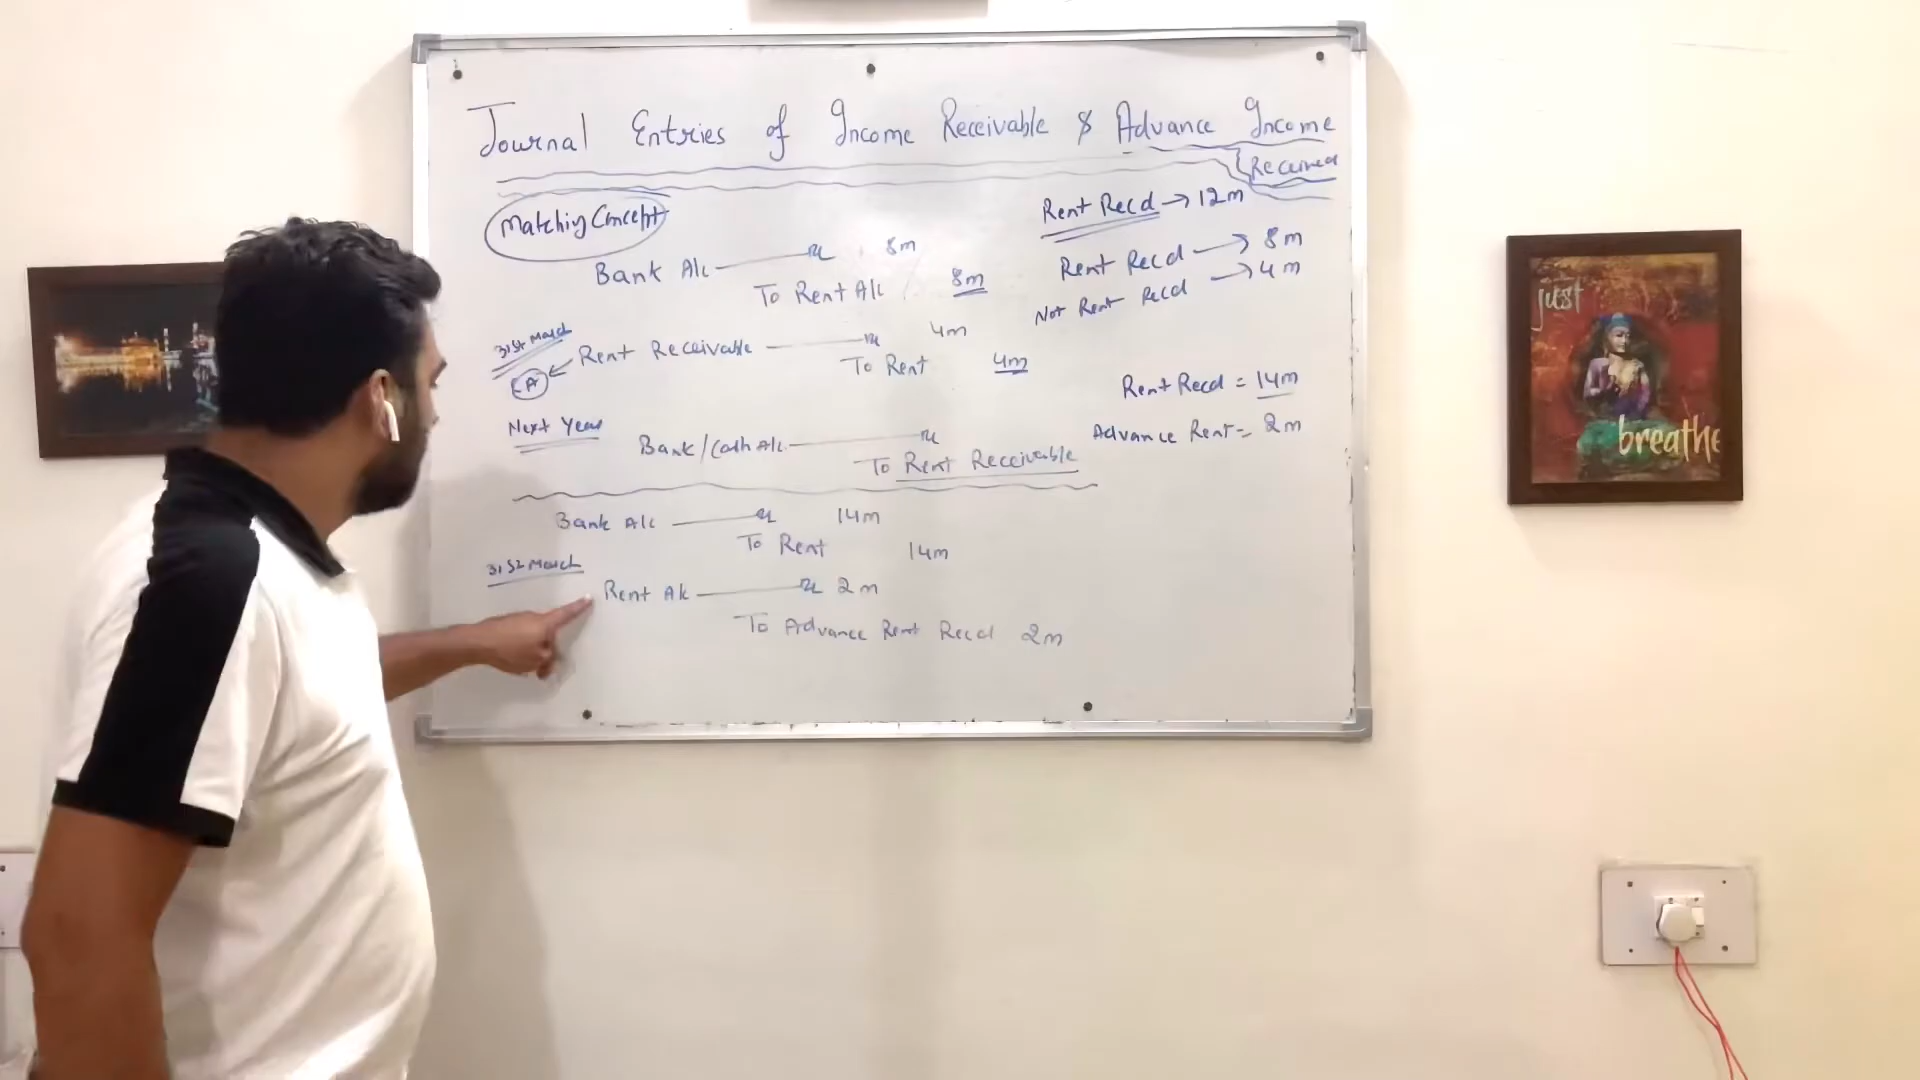 Journal Entries of Income Receivable & Advance Income
Received
Matching Concept
Rent Recd → 12m
Bank A/c — Dr 8m
To Rent A/c 8m
Rent Recd → 8m
Not Rent Recd → 4m
31st March
Rent Receivable — Dr 4m
To Rent 4m
CA
Rent Recd = 14m
Advance Rent = 2m
Next Year
Bank/Cash A/c — Dr
To Rent Receivable
Bank A/c — Dr 14m
To Rent 14m
31st March
Rent A/c — Dr 2m
To Advance Rent Recd 2m
just
breathe